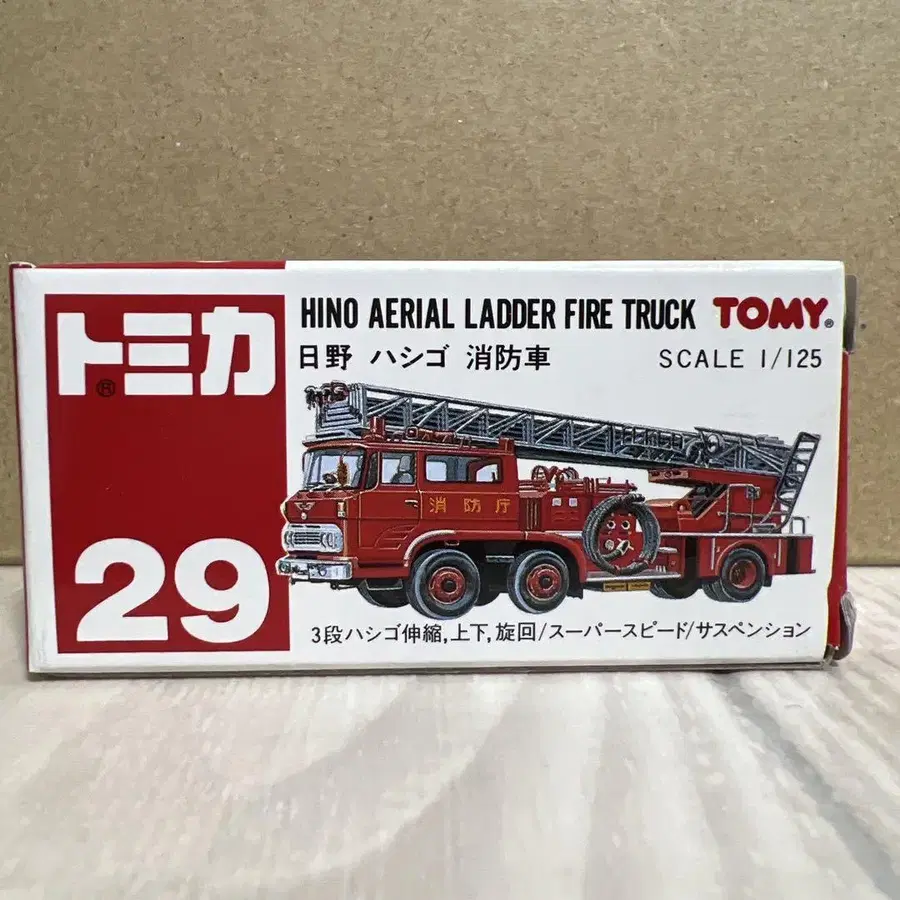 トミカ®
29
HINO AERIAL LADDER FIRE TRUCK TOMY®
日野 ハシゴ 消防車 SCALE 1/125
消防庁
3段ハシゴ伸縮,上下,旋回/スーパースピード/サスペンション